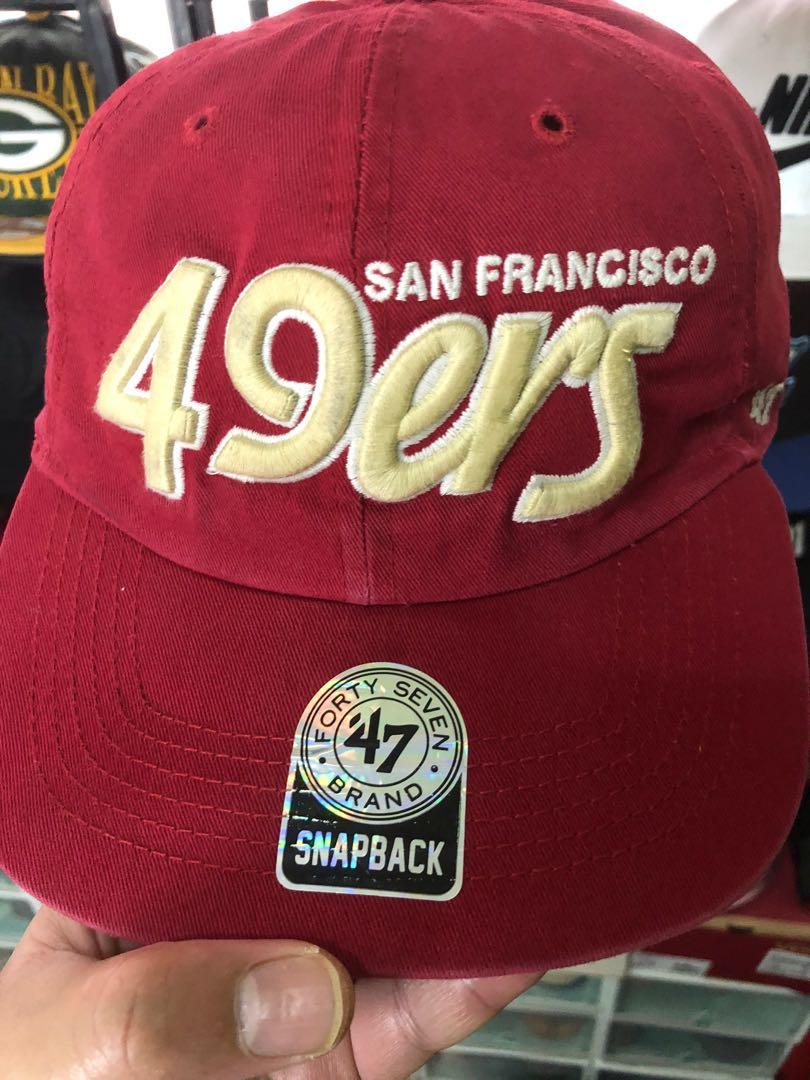 SAN FRANCISCO
49ers
FORTY SEVEN
'47
BRAND
SNAPBACK